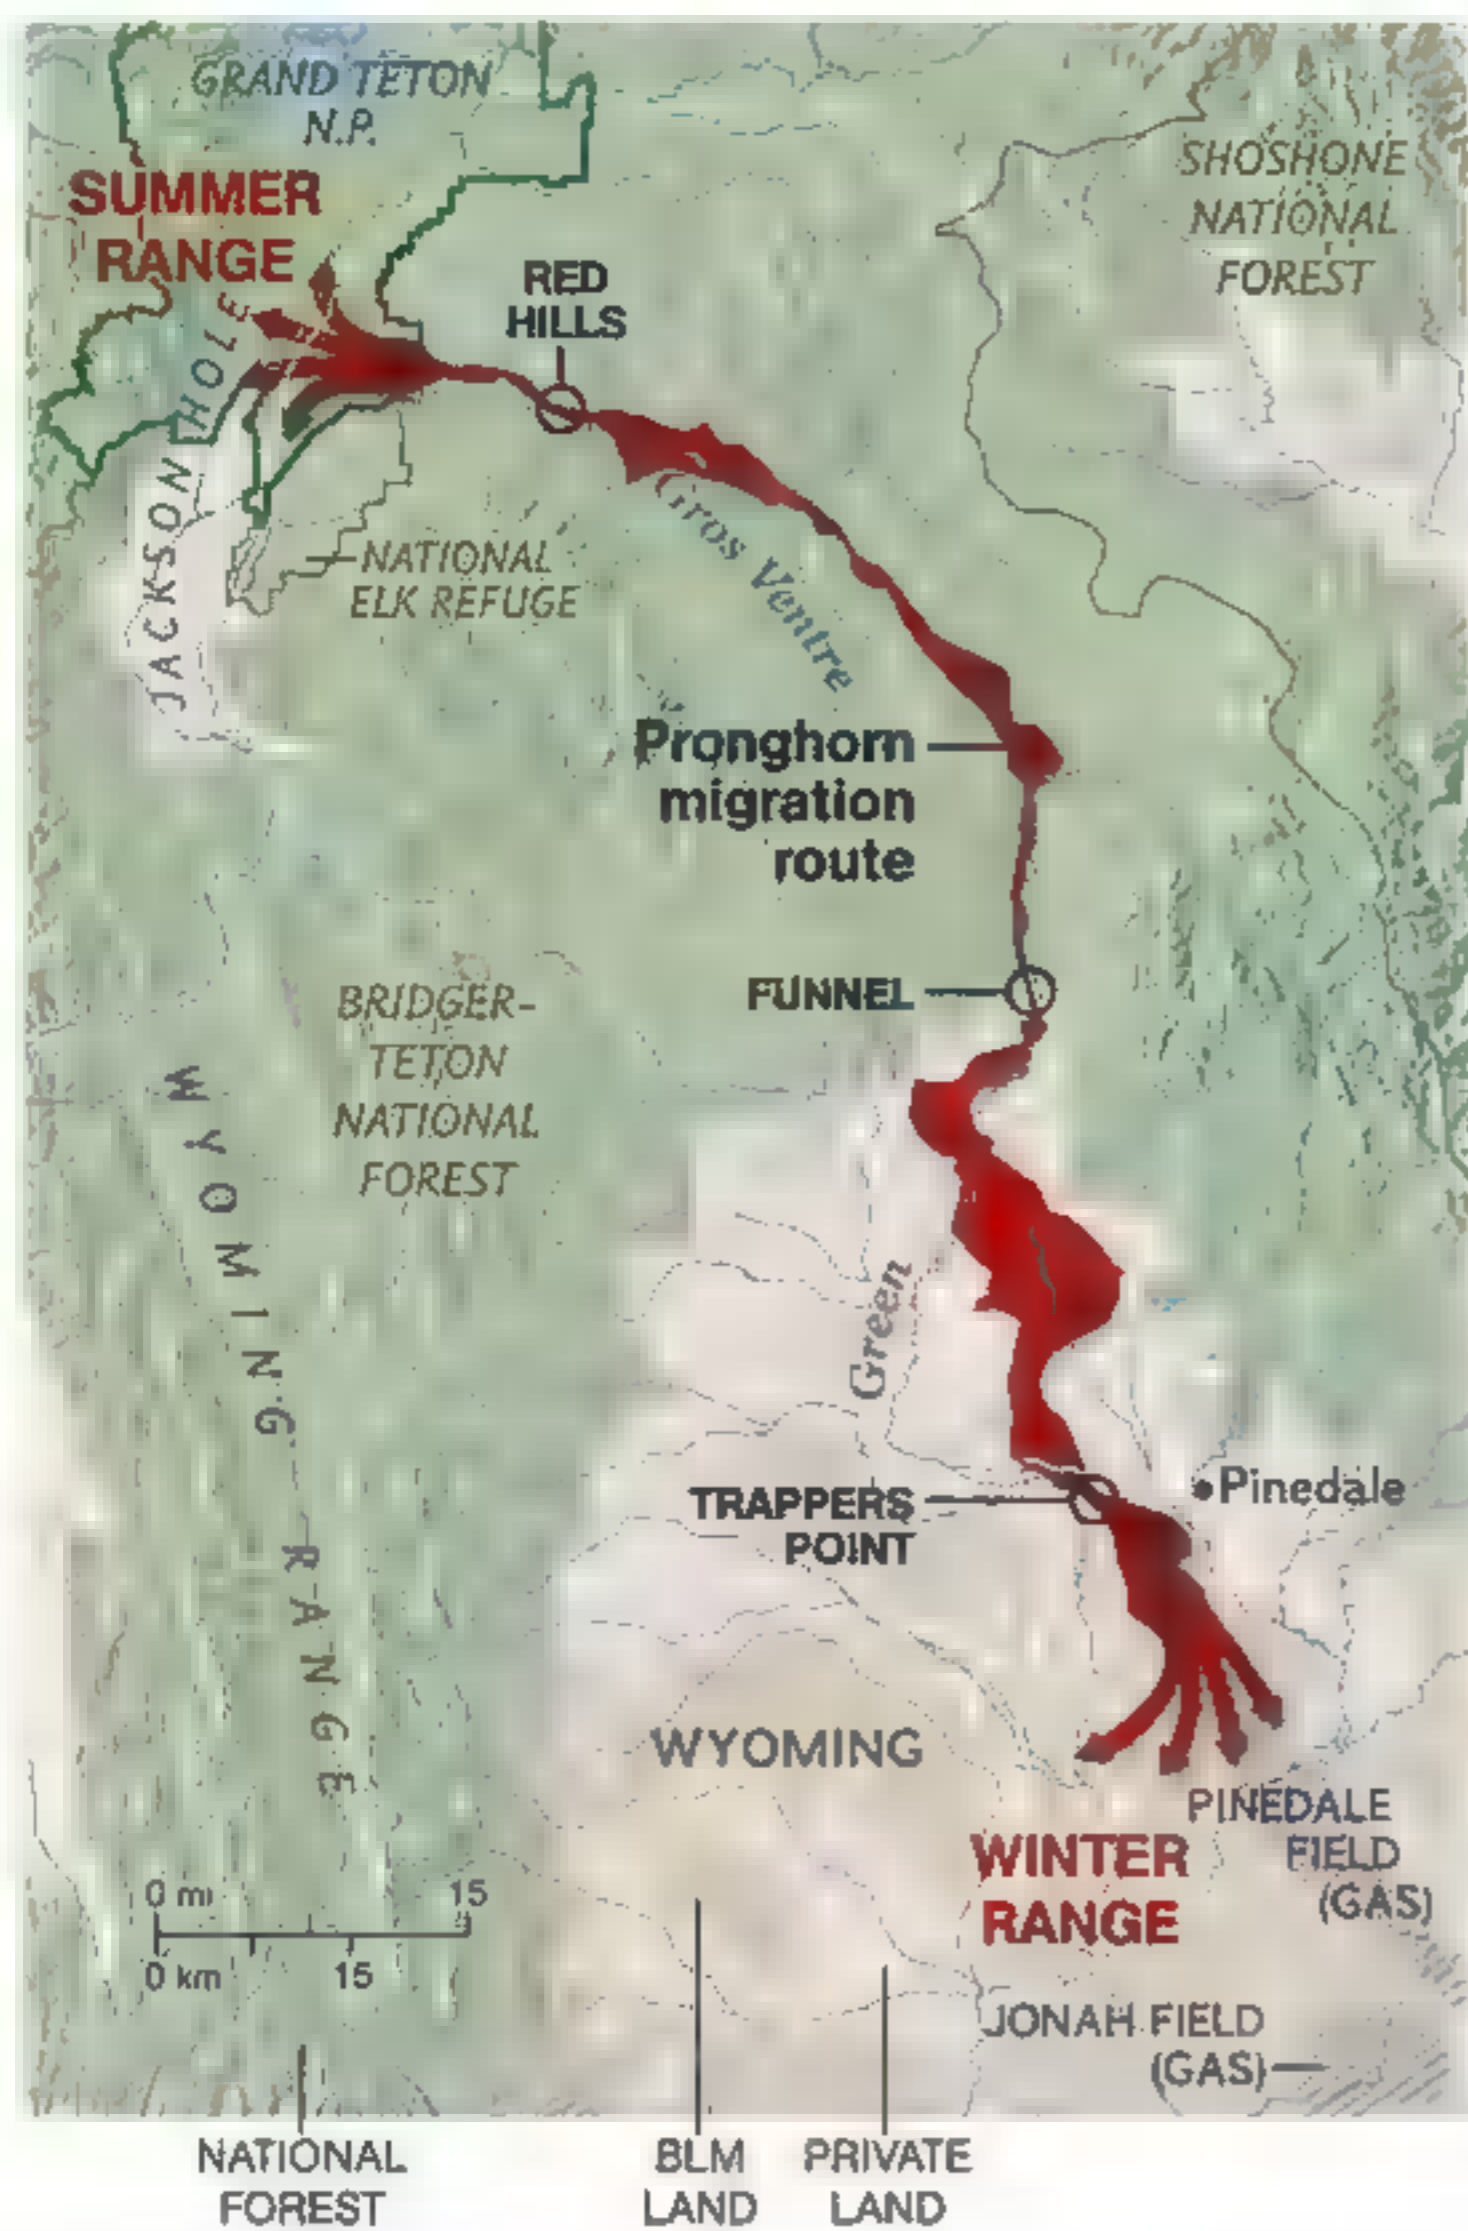 GRAND TETON
N.P.
SHOSHONE
NATIONAL
FOREST
SUMMER
RANGE
RED
HILLS
JACKSON HOLE
Gros Ventre
NATIONAL
ELK REFUGE
Pronghorn
migration
route
FUNNEL
BRIDGER-
TETON
NATIONAL
FOREST
WYOMING RANGE
Green
TRAPPERS
POINT
Pinedale
WYOMING
PINEDALE
FIELD
(GAS)
WINTER
RANGE
0 mi 15
0 km 15
JONAH FIELD
(GAS)
NATIONAL
FOREST
BLM
LAND
PRIVATE
LAND